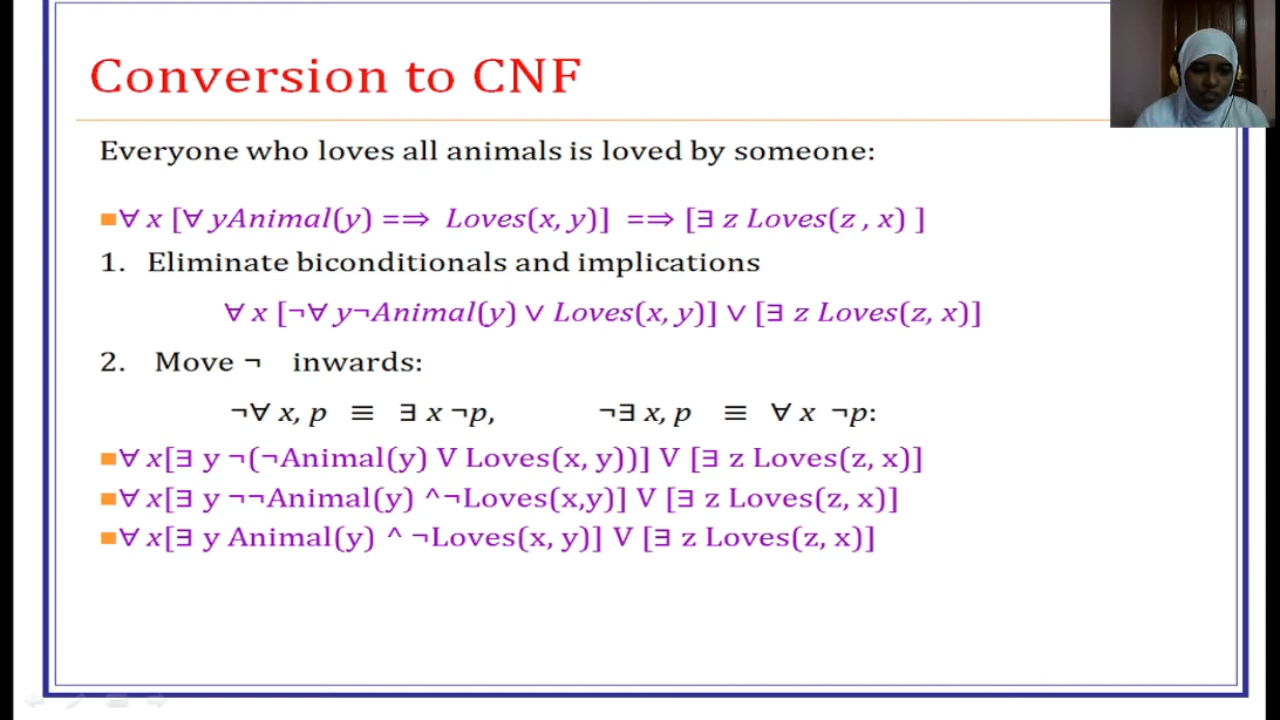 Conversion to CNF
Everyone who loves all animals is loved by someone:
∀ x [∀ yAnimal(y) ==> Loves(x, y)] ==> [∃ z Loves(z , x) ]
1. Eliminate biconditionals and implications
∀ x [¬∀ y¬Animal(y) ∨ Loves(x, y)] ∨ [∃ z Loves(z, x)]
2. Move ¬ inwards:
¬∀ x, p ≡ ∃ x ¬p, ¬∃ x, p ≡ ∀ x ¬p:
∀ x[∃ y ¬(¬Animal(y) V Loves(x, y))] V [∃ z Loves(z, x)]
∀ x[∃ y ¬¬Animal(y) ^¬Loves(x,y)] V [∃ z Loves(z, x)]
∀ x[∃ y Animal(y) ^ ¬Loves(x, y)] V [∃ z Loves(z, x)]